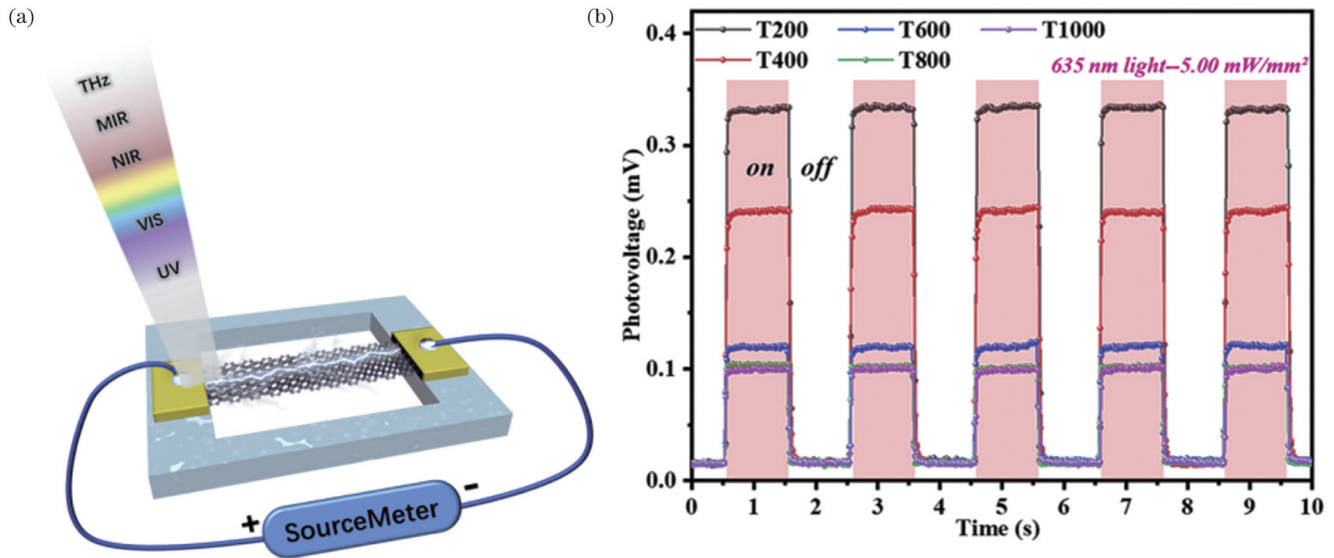 (a)
THz
MIR
NIR
VIS
UV
+ SourceMeter -
(b)
T200 T600 T1000
T400 T800
635 nm light--5.00 mW/mm²
on off
Photovoltage (mV)
0.4
0.3
0.2
0.1
0.0
0 1 2 3 4 5 6 7 8 9 10
Time (s)